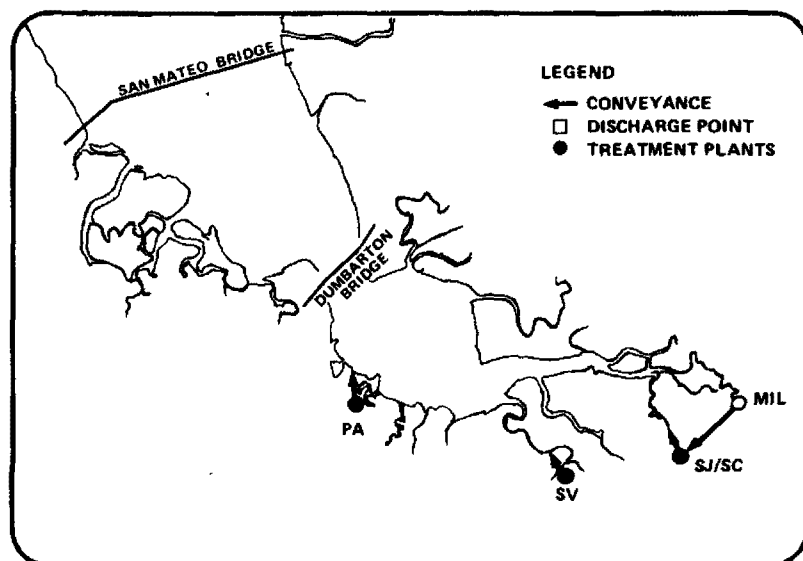 SAN MATEO BRIDGE
LEGEND
CONVEYANCE
DISCHARGE POINT
TREATMENT PLANTS
DUMBARTON
BRIDGE
MIL
PA
SJ/SC
SV